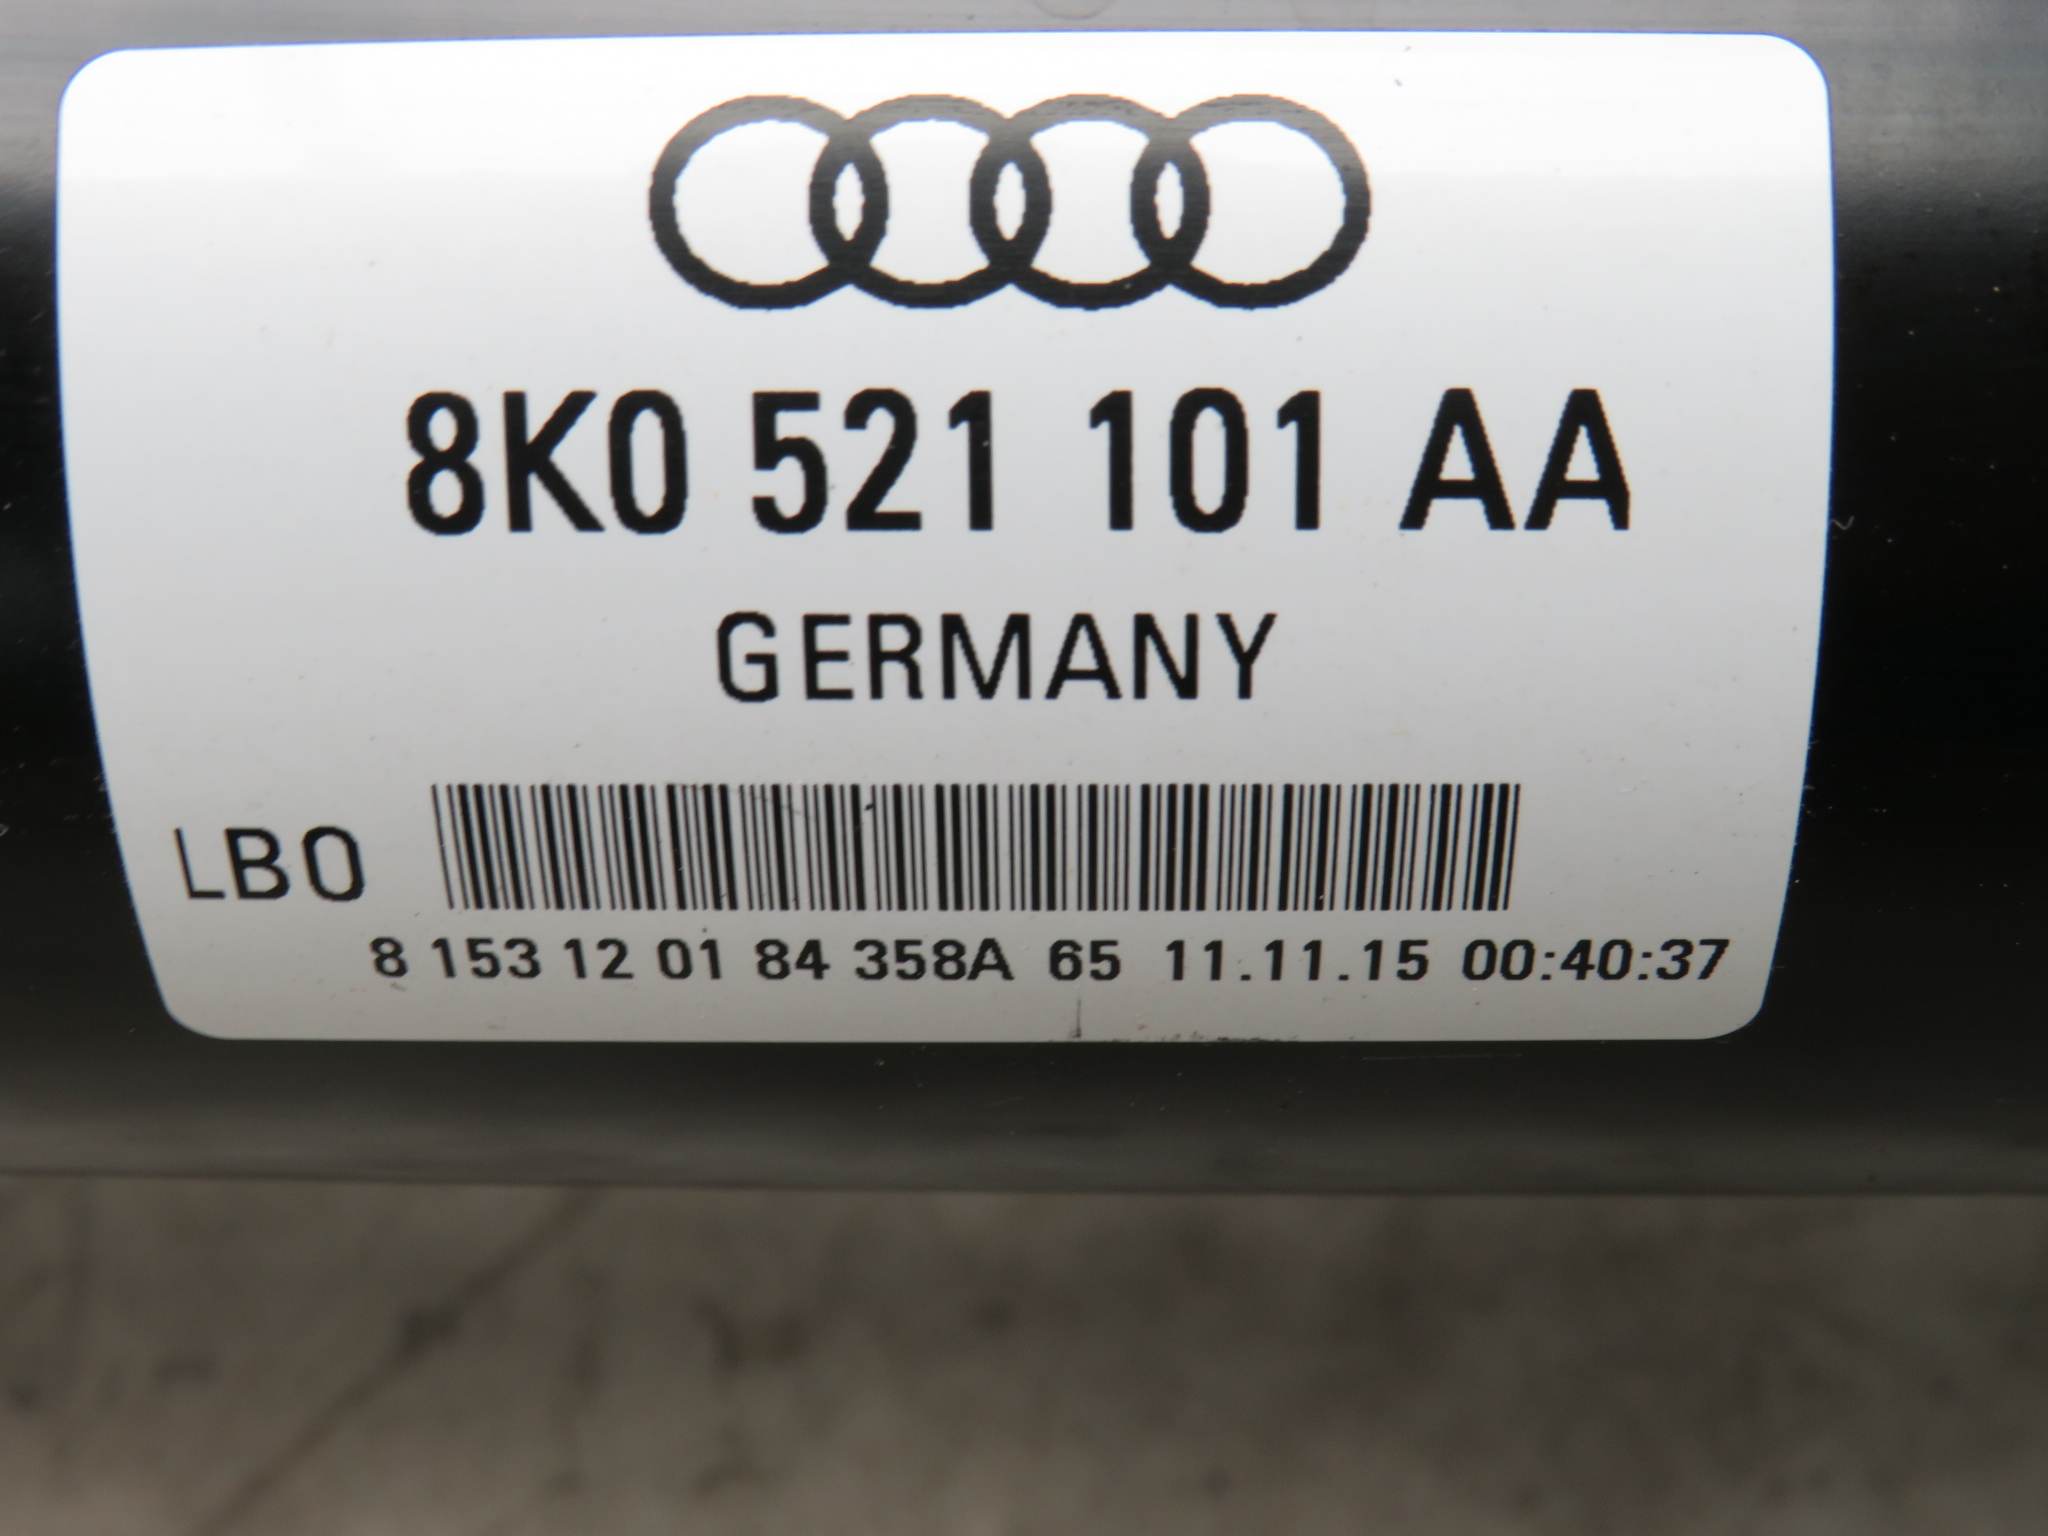 8K0 521 101 AA
GERMANY
LBO
8 153 12 01 84 358A 65 11.11.15 00:40:37